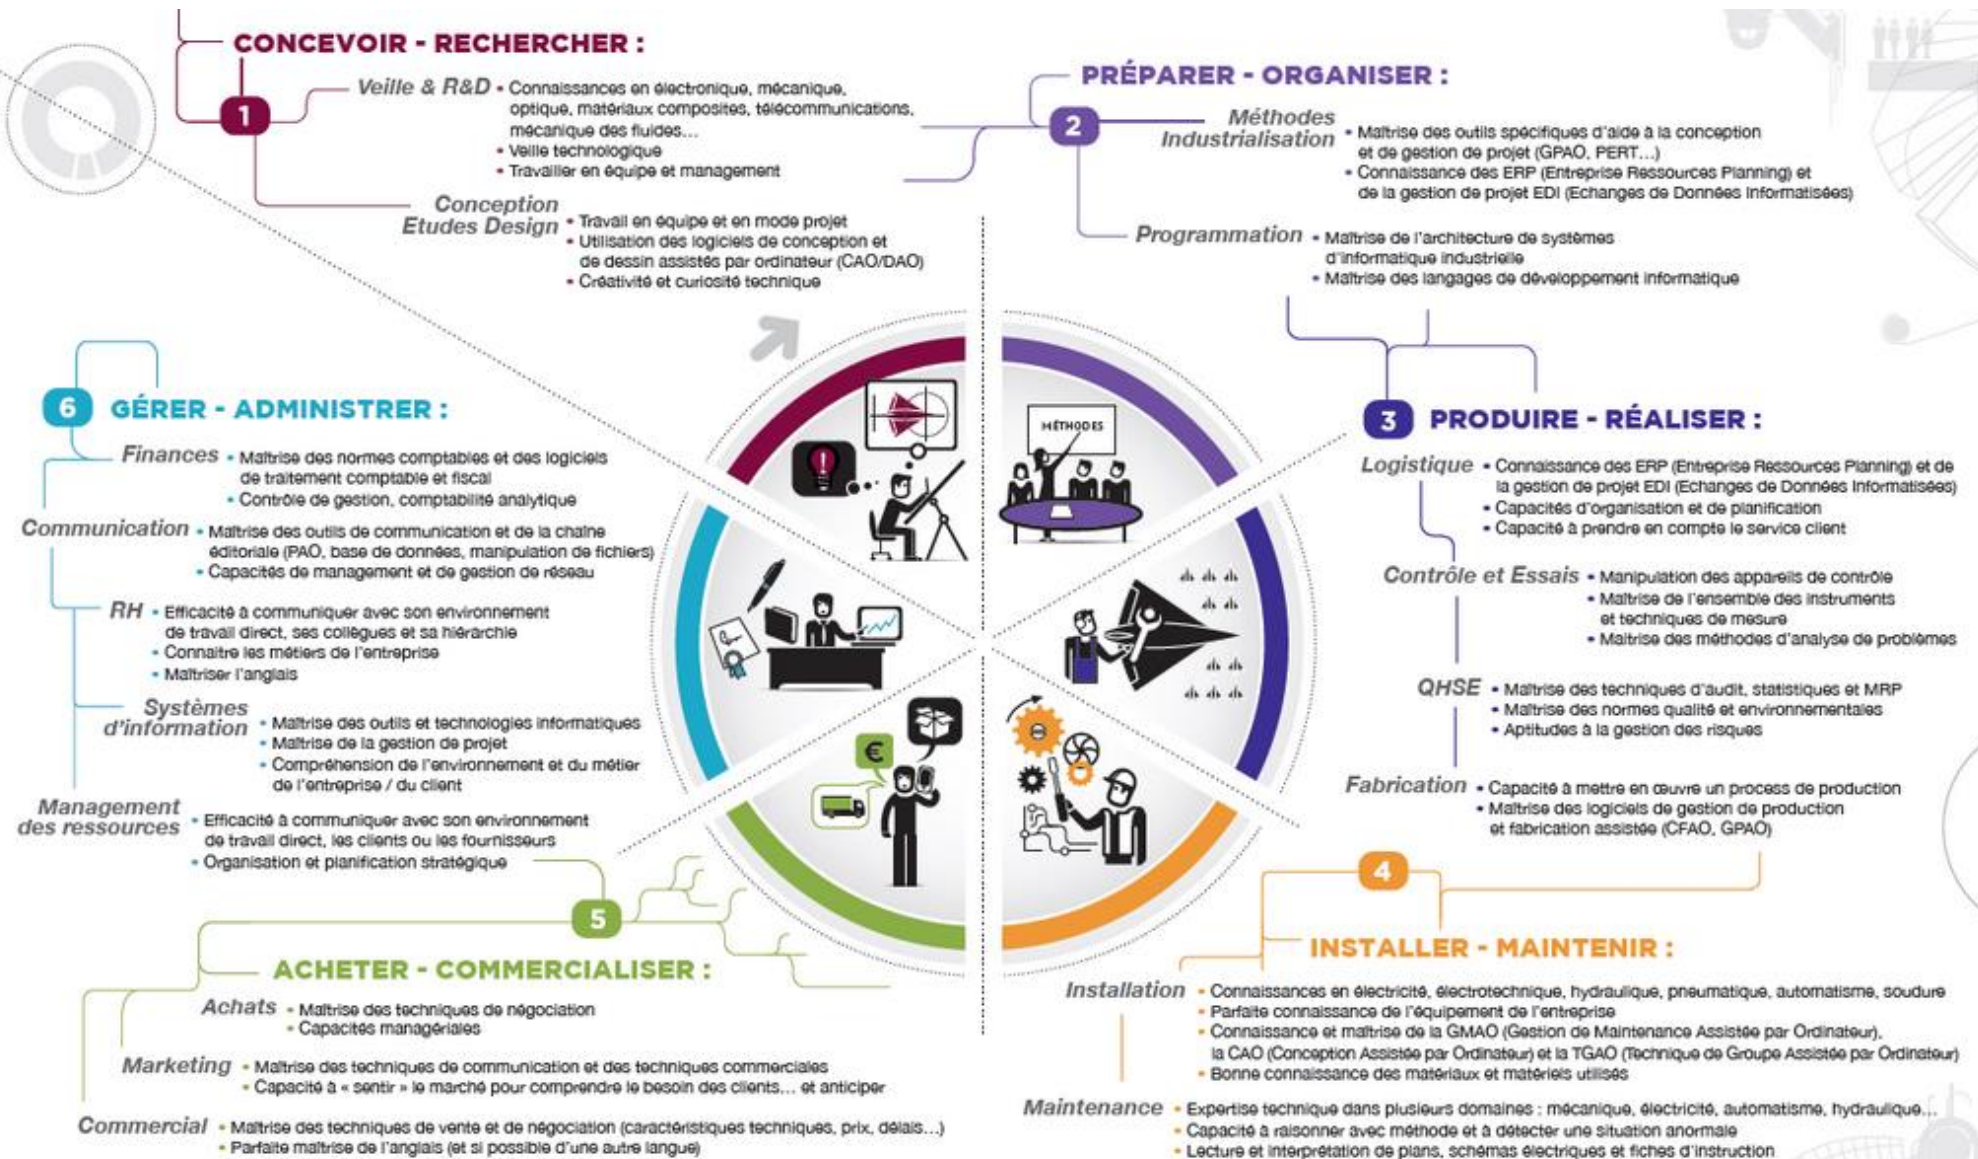 CONCEVOIR - RECHERCHER :
1
Veille & R&D
• Connaissances en électronique, mécanique,
optique, matériaux composites, télécommunications,
mécanique des fluides…
• Veille technologique
• Travailler en équipe et management
Conception
Etudes Design
• Travail en équipe et en mode projet
• Utilisation des logiciels de conception et
de dessin assistés par ordinateur (CAO/DAO)
• Créativité et curiosité technique
PRÉPARER - ORGANISER :
2
Méthodes
Industrialisation
• Maîtrise des outils spécifiques d'aide à la conception
et de gestion de projet (GPAO, PERT…)
• Connaissance des ERP (Entreprise Ressources Planning) et
de la gestion de projet EDI (Echanges de Données Informatisées)
Programmation
• Maîtrise de l'architecture de systèmes
d'informatique industrielle
• Maîtrise des langages de développement informatique
MÉTHODES
3 PRODUIRE - RÉALISER :
Logistique
• Connaissance des ERP (Entreprise Ressources Planning) et de
la gestion de projet EDI (Echanges de Données Informatisées)
• Capacités d'organisation et de planification
• Capacité à prendre en compte le service client
Contrôle et Essais
• Manipulation des appareils de contrôle
• Maîtrise de l'ensemble des instruments
et techniques de mesure
• Maitrise des méthodes d'analyse de problèmes
QHSE
• Maîtrise des techniques d'audit, statistiques et MRP
• Maîtrise des normes qualité et environnementales
• Aptitudes à la gestion des risques
Fabrication
• Capacité à mettre en œuvre un process de production
• Maîtrise des logiciels de gestion de production
et fabrication assistée (CFAO, GPAO)
4
INSTALLER - MAINTENIR :
Installation
• Connaissances en électricité, électrotechnique, hydraulique, pneumatique, automatisme, soudure
• Parfaite connaissance de l'équipement de l'entreprise
• Connaissance et maîtrise de la GMAO (Gestion de Maintenance Assistée par Ordinateur),
la CAO (Conception Assistée par Ordinateur) et la TGAO (Technique de Groupe Assistée par Ordinateur)
• Bonne connaissance des matériaux et matériels utilisés
Maintenance
• Expertise technique dans plusieurs domaines : mécanique, électricité, automatisme, hydraulique…
• Capacité à raisonner avec méthode et à détecter une situation anormale
• Lecture et interprétation de plans, schémas électriques et fiches d'instruction
€
5
ACHETER - COMMERCIALISER :
Achats
• Maîtrise des techniques de négociation
• Capacités managériales
Marketing
• Maîtrise des techniques de communication et des techniques commerciales
• Capacité à « sentir » le marché pour comprendre le besoin des clients… et anticiper
Commercial
• Maîtrise des techniques de vente et de négociation (caractéristiques techniques, prix, délais…)
• Parfaite maîtrise de l'anglais (et si possible d'une autre langue)
6 GÉRER - ADMINISTRER :
Finances
• Maîtrise des normes comptables et des logiciels
de traitement comptable et fiscal
• Contrôle de gestion, comptabilité analytique
Communication
• Maîtrise des outils de communication et de la chaîne
éditoriale (PAO, base de données, manipulation de fichiers)
• Capacités de management et de gestion de réseau
RH
• Efficacité à communiquer avec son environnement
de travail direct, ses collègues et sa hiérarchie
• Connaitre les métiers de l'entreprise
• Maîtriser l'anglais
Systèmes
d'information
• Maîtrise des outils et technologies informatiques
• Maîtrise de la gestion de projet
• Compréhension de l'environnement et du métier
de l'entreprise / du client
Management
des ressources
• Efficacité à communiquer avec son environnement
de travail direct, les clients ou les fournisseurs
• Organisation et planification stratégique